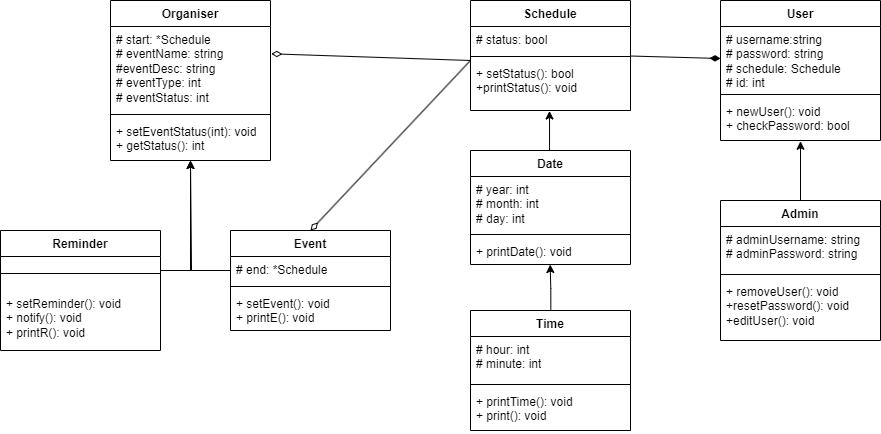 Organiser
# start: *Schedule
# eventName: string
#eventDesc: string
# eventType: int
# eventStatus: int
+ setEventStatus(int): void
+ getStatus(): int
Schedule
# status: bool
+ setStatus(): bool
+printStatus(): void
User
# username:string
# password: string
# schedule: Schedule
# id: int
+ newUser(): void
+ checkPassword: bool
Date
# year: int
# month: int
# day: int
+ printDate(): void
Admin
# adminUsername: string
# adminPassword: string
+ removeUser(): void
+resetPassword(): void
+editUser(): void
Reminder
+ setReminder(): void
+ notify(): void
+ printR(): void
Event
# end: *Schedule
+ setEvent(): void
+ printE(): void
Time
# hour: int
# minute: int
+ printTime(): void
+ print(): void